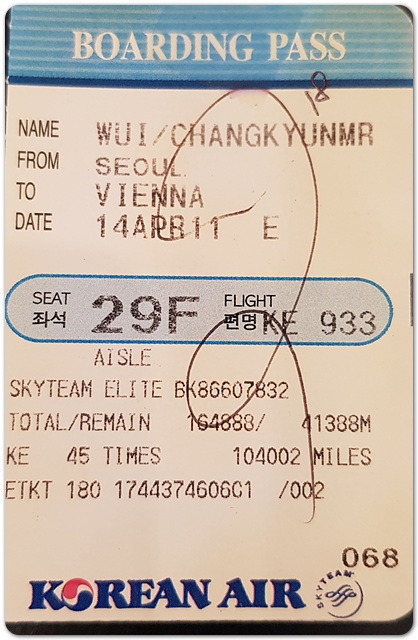 BOARDING PASS
18
NAME WUI/CHANGKYUNMR
FROM SEOUL
TO VIENNA
DATE 14APR11 E
SEAT 29F FLIGHT
좌석 편명 KE 933
AISLE
SKYTEAM ELITE BK86607832
TOTAL/REMAIN 164888/ 41388M
KE 45 TIMES 104002 MILES
ETKT 180 1744374606C1 /002
068
KOREAN AIR SKYTEAM